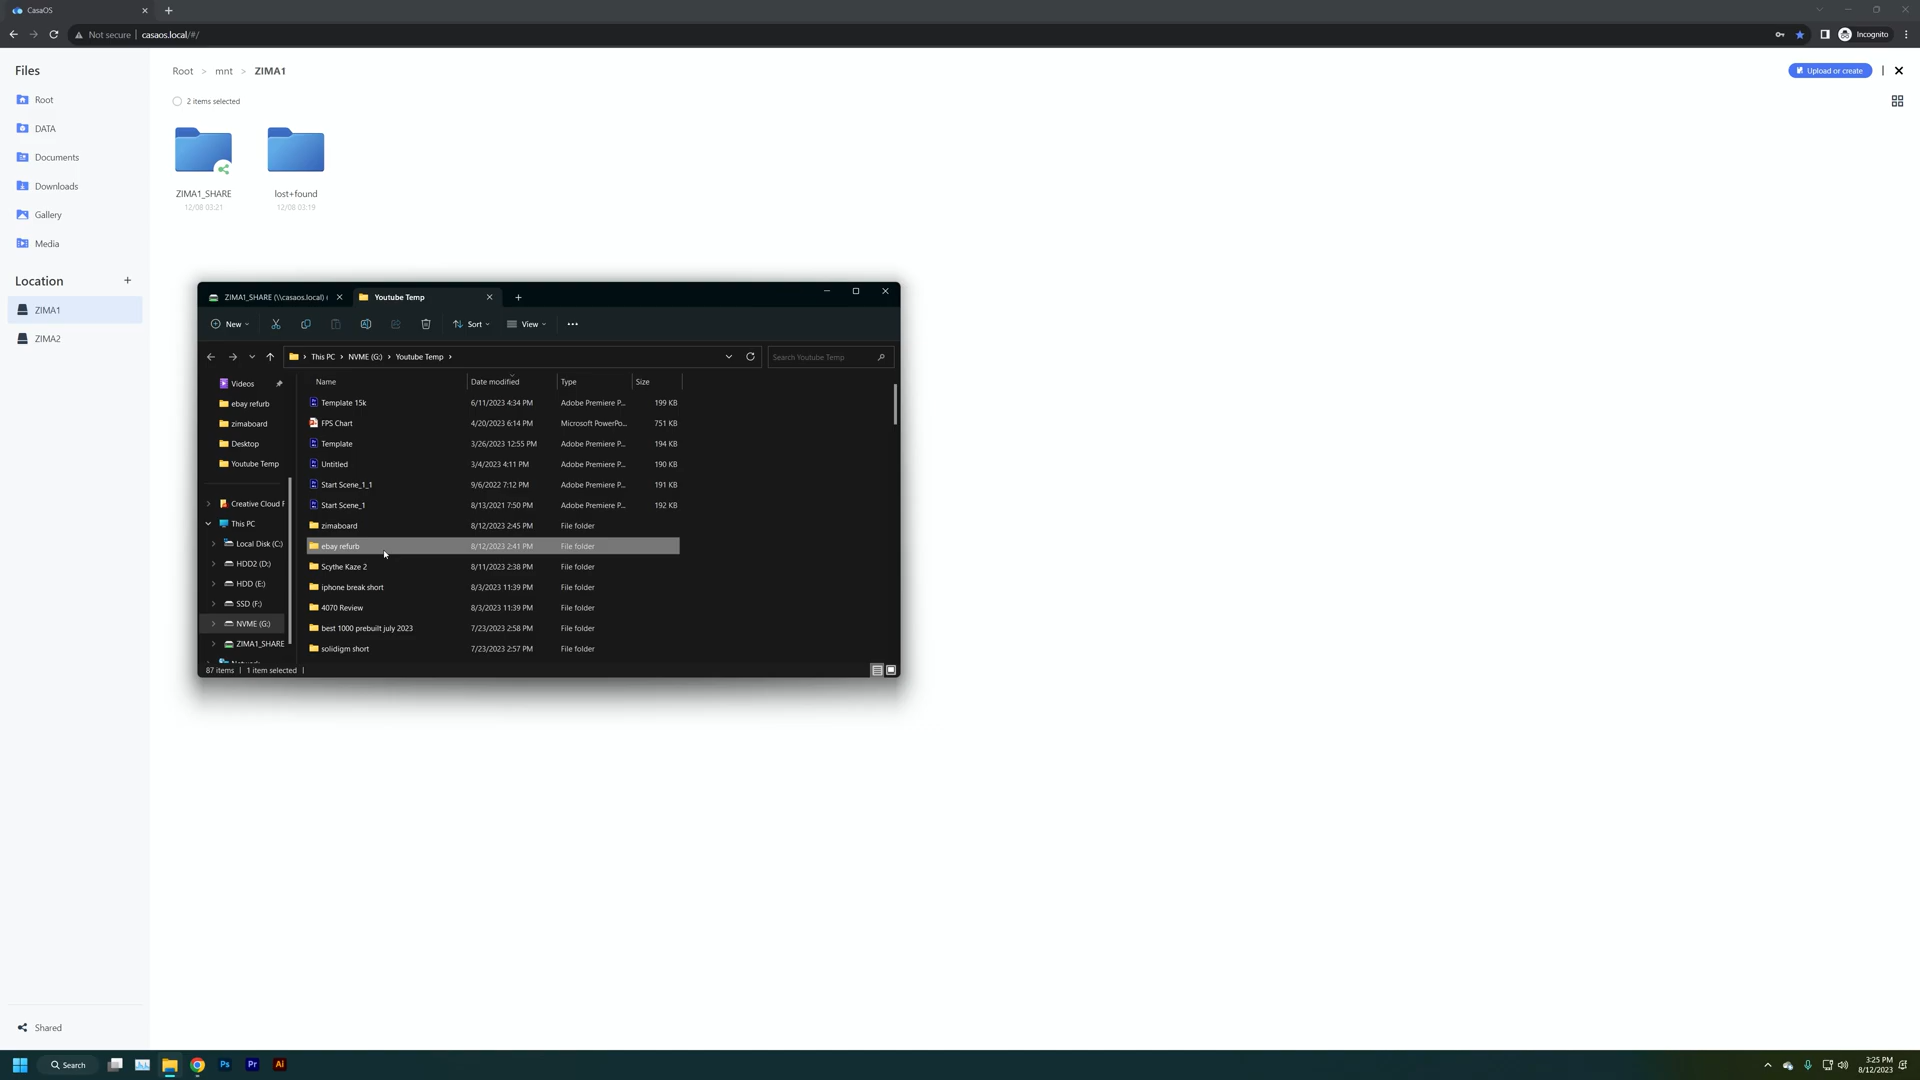 CasaOS
Not secure
casaos.local/#/
Incognito
Files
Root > mnt > ZIMA1
Upload or create
2 items selected
Root
DATA
Documents
Downloads
Gallery
Media
ZIMA1_SHARE
12/08 03:21
lost+found
12/08 03:19
Location
ZIMA1
ZIMA2
Shared
ZIMA1_SHARE (\\casaos.local) (
Youtube Temp
New
Sort
View
This PC > NVME (G:) > Youtube Temp >
Search Youtube Temp
Videos
ebay refurb
zimaboard
Desktop
Youtube Temp
Creative Cloud F
This PC
Local Disk (C:)
HDD2 (D:)
HDD (E:)
SSD (F:)
NVME (G:)
ZIMA1_SHARE
Name Date modified Type Size
Template 15k 6/11/2023 4:34 PM Adobe Premiere P... 199 KB
FPS Chart 4/20/2023 6:14 PM Microsoft PowerPo... 751 KB
Template 3/26/2023 12:55 PM Adobe Premiere P... 194 KB
Untitled 3/4/2023 4:11 PM Adobe Premiere P... 190 KB
Start Scene_1_1 9/6/2022 7:12 PM Adobe Premiere P... 191 KB
Start Scene_1 8/13/2021 7:50 PM Adobe Premiere P... 192 KB
zimaboard 8/12/2023 2:45 PM File folder
ebay refurb 8/12/2023 2:41 PM File folder
Scythe Kaze 2 8/11/2023 2:38 PM File folder
iphone break short 8/3/2023 11:39 PM File folder
4070 Review 8/3/2023 11:39 PM File folder
best 1000 prebuilt july 2023 7/23/2023 2:58 PM File folder
solidigm short 7/23/2023 2:57 PM File folder
87 items | 1 item selected |
Search
Ps
Pr
Ai
3:25 PM
8/12/2023